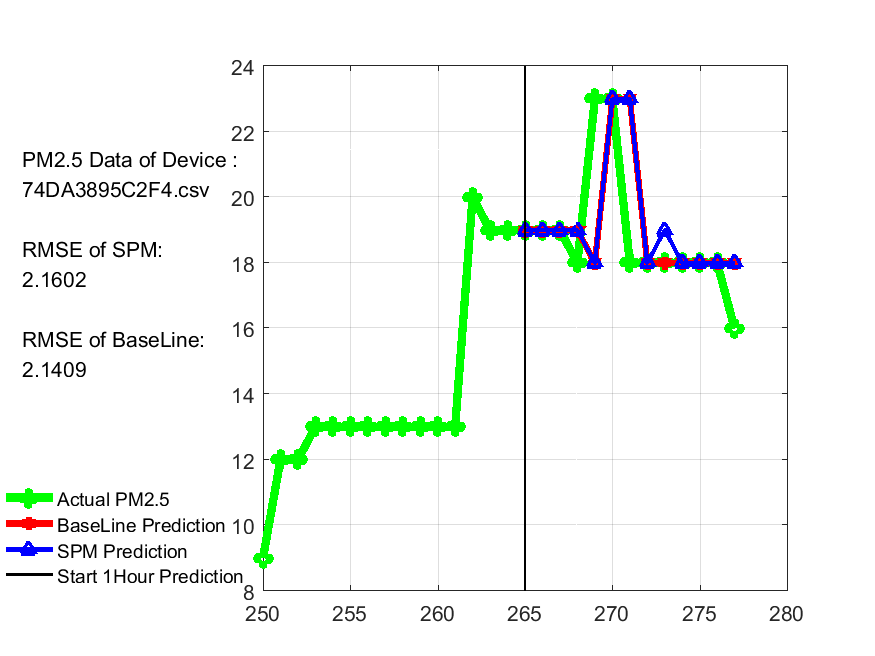 PM2.5 Data of Device :
74DA3895C2F4.csv
RMSE of SPM:
2.1602
RMSE of BaseLine:
2.1409
Actual PM2.5
BaseLine Prediction
SPM Prediction
Start 1Hour Prediction
24
22
20
18
16
14
12
10
8
250 255 260 265 270 275 280